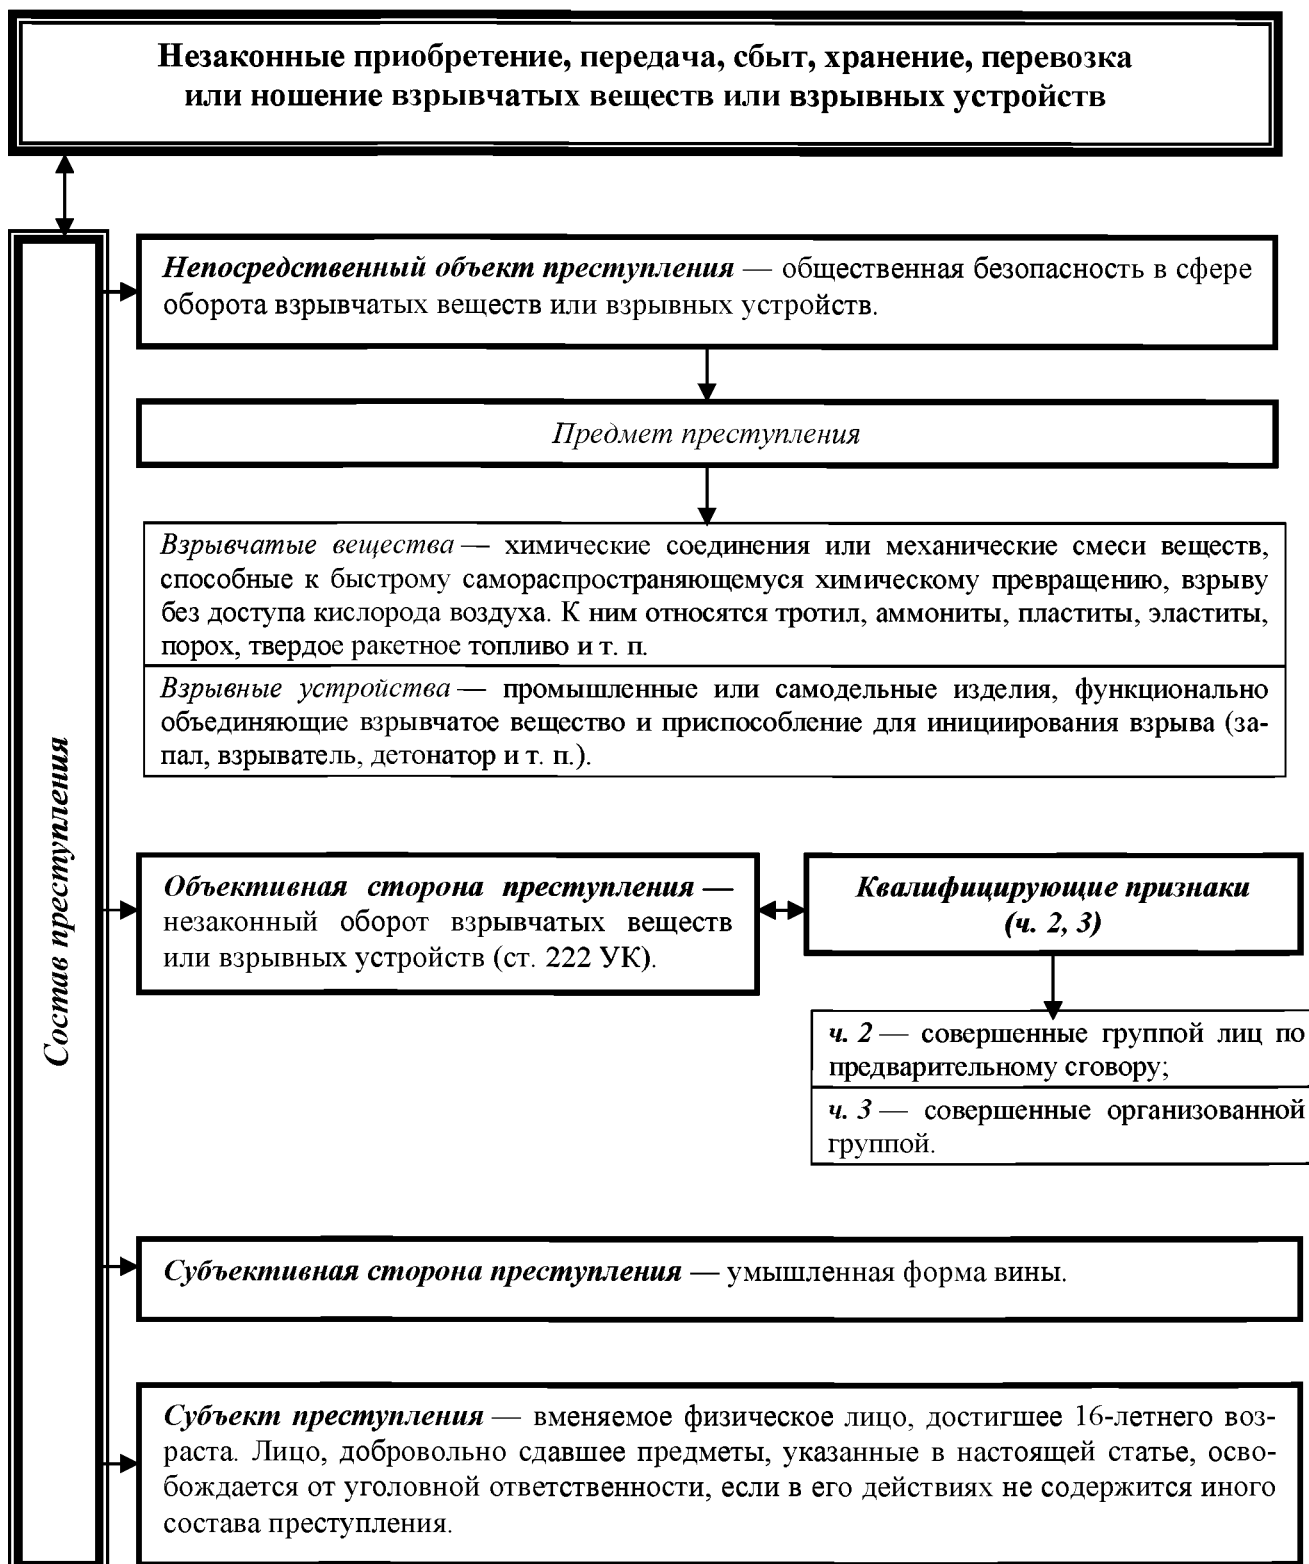 Незаконные приобретение, передача, сбыт, хранение, перевозка
или ношение взрывчатых веществ или взрывных устройств
Состав преступления
Непосредственный объект преступления — общественная безопасность в сфере
оборота взрывчатых веществ или взрывных устройств.
Предмет преступления
Взрывчатые вещества — химические соединения или механические смеси веществ,
способные к быстрому самораспространяющемуся химическому превращению, взрыву
без доступа кислорода воздуха. К ним относятся тротил, аммониты, пластиты, эластиты,
порох, твердое ракетное топливо и т. п.
Взрывные устройства — промышленные или самодельные изделия, функционально
объединяющие взрывчатое вещество и приспособление для инициирования взрыва (за-
пал, взрыватель, детонатор и т. п.).
Объективная сторона преступления —
незаконный оборот взрывчатых веществ
или взрывных устройств (ст. 222 УК).
Квалифицирующие признаки
(ч. 2, 3)
ч. 2 — совершенные группой лиц по
предварительному сговору;
ч. 3 — совершенные организованной
группой.
Субъективная сторона преступления — умышленная форма вины.
Субъект преступления — вменяемое физическое лицо, достигшее 16-летнего воз-
раста. Лицо, добровольно сдавшее предметы, указанные в настоящей статье, осво-
бождается от уголовной ответственности, если в его действиях не содержится иного
состава преступления.